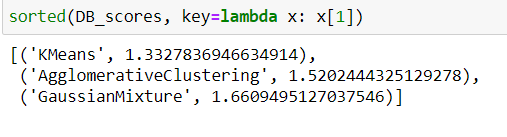 sorted(DB_scores, key=lambda x: x[1])
[('KMeans', 1.3327836946634914),
('AgglomerativeClustering', 1.5202444325129278),
('GaussianMixture', 1.6609495127037546)]